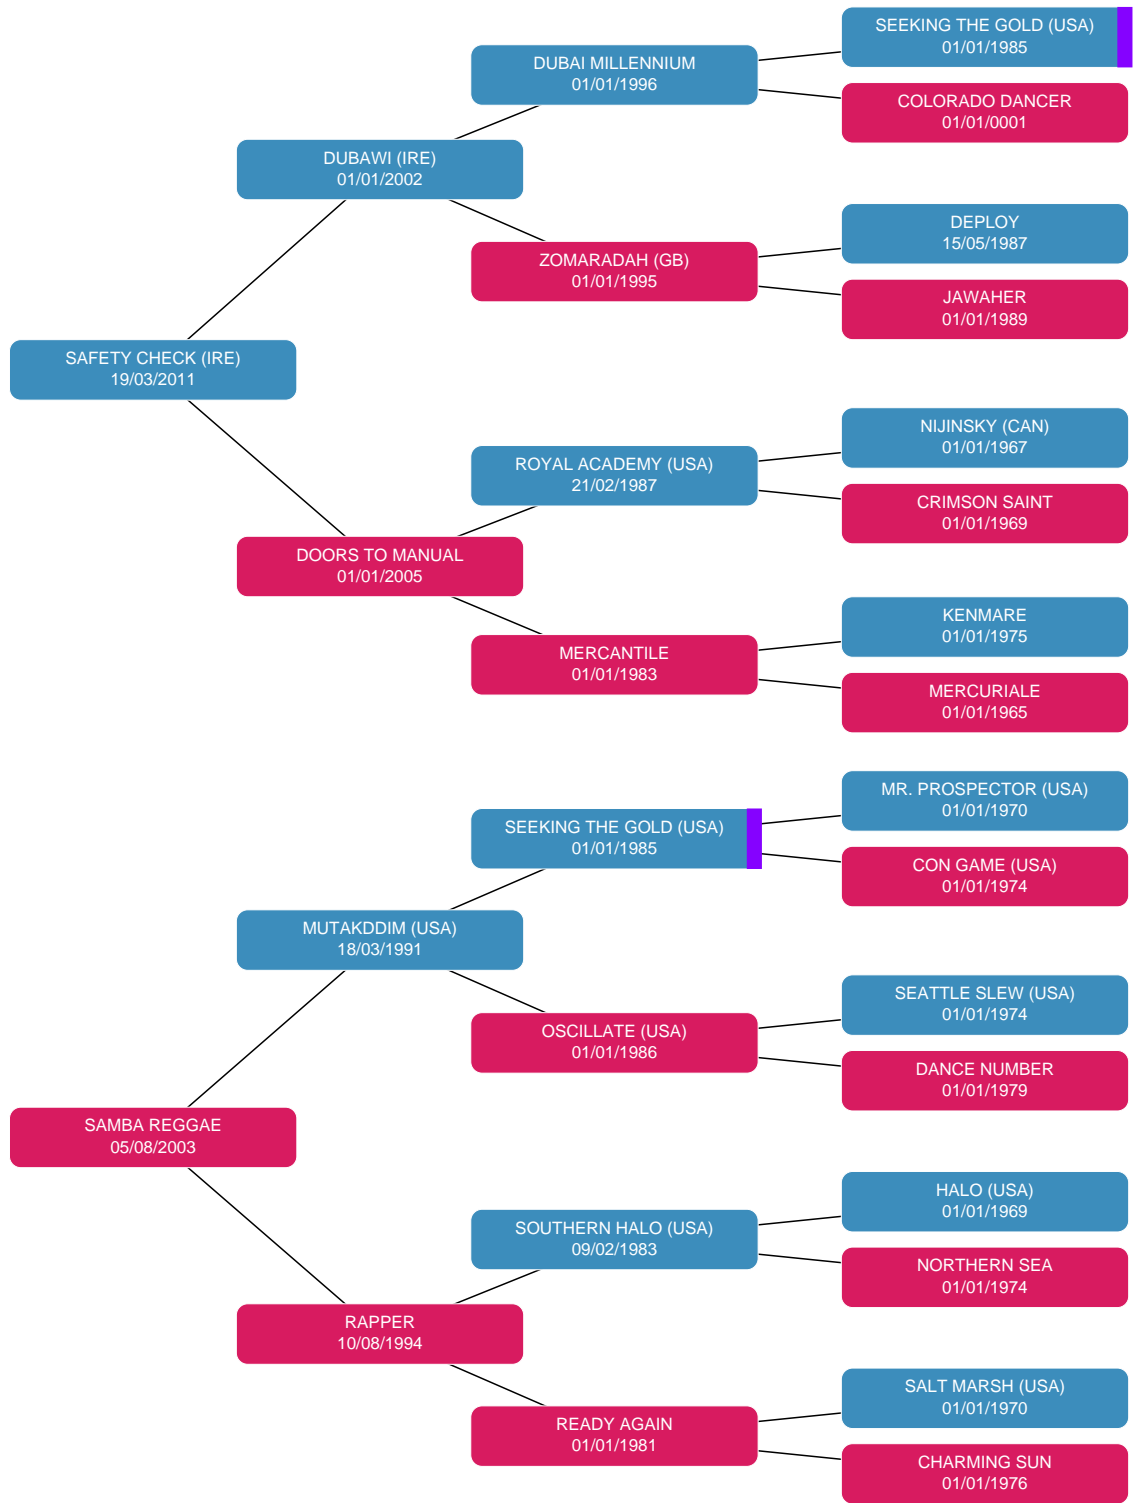 SEEKING THE GOLD (USA)
01/01/1985
DUBAI MILLENNIUM
01/01/1996
COLORADO DANCER
01/01/0001
DUBAWI (IRE)
01/01/2002
DEPLOY
15/05/1987
ZOMARADAH (GB)
01/01/1995
JAWAHER
01/01/1989
SAFETY CHECK (IRE)
19/03/2011
NIJINSKY (CAN)
01/01/1967
ROYAL ACADEMY (USA)
21/02/1987
CRIMSON SAINT
01/01/1969
DOORS TO MANUAL
01/01/2005
KENMARE
01/01/1975
MERCANTILE
01/01/1983
MERCURIALE
01/01/1965
MR. PROSPECTOR (USA)
01/01/1970
SEEKING THE GOLD (USA)
01/01/1985
CON GAME (USA)
01/01/1974
MUTAKDDIM (USA)
18/03/1991
SEATTLE SLEW (USA)
01/01/1974
OSCILLATE (USA)
01/01/1986
DANCE NUMBER
01/01/1979
SAMBA REGGAE
05/08/2003
HALO (USA)
01/01/1969
SOUTHERN HALO (USA)
09/02/1983
NORTHERN SEA
01/01/1974
RAPPER
10/08/1994
SALT MARSH (USA)
01/01/1970
READY AGAIN
01/01/1981
CHARMING SUN
01/01/1976